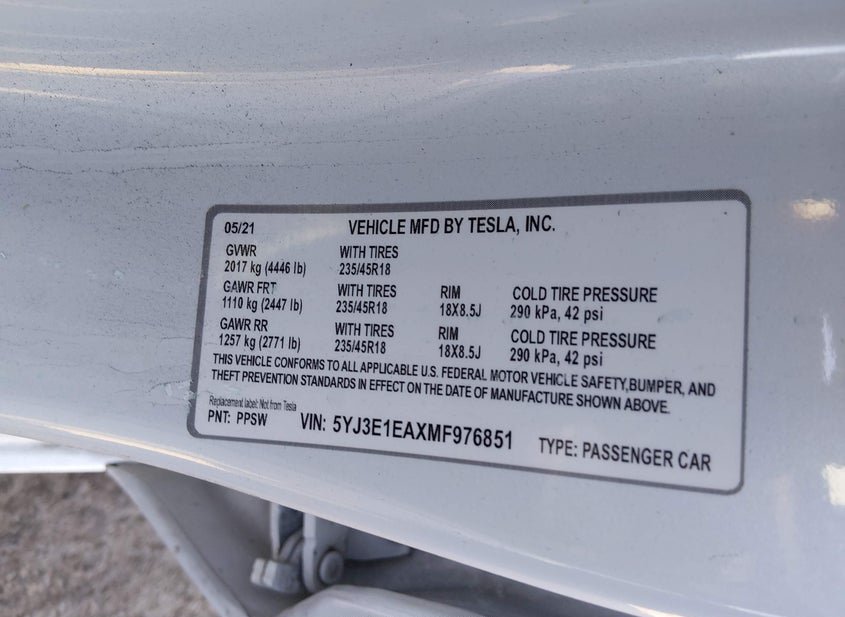 05/21 VEHICLE MFD BY TESLA, INC.
GVWR WITH TIRES
2017 kg (4446 lb) 235/45R18
GAWR FRT WITH TIRES RIM COLD TIRE PRESSURE
1110 kg (2447 lb) 235/45R18 18X8.5J 290 kPa, 42 psi
GAWR RR WITH TIRES RIM COLD TIRE PRESSURE
1257 kg (2771 lb) 235/45R18 18X8.5J 290 kPa, 42 psi
THIS VEHICLE CONFORMS TO ALL APPLICABLE U.S. FEDERAL MOTOR VEHICLE SAFETY,BUMPER, AND
THEFT PREVENTION STANDARDS IN EFFECT ON THE DATE OF MANUFACTURE SHOWN ABOVE.
Replacement label: Not from Tesla
PNT: PPSW VIN: 5YJ3E1EAXMF976851 TYPE: PASSENGER CAR